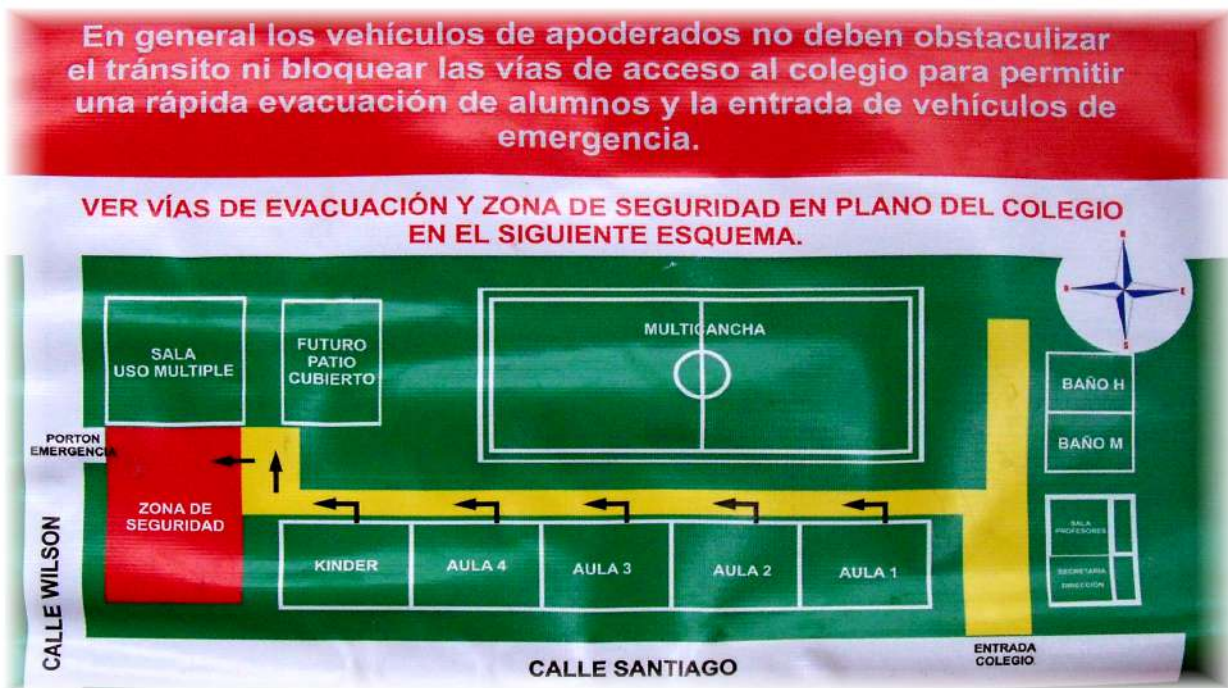 En general los vehículos de apoderados no deben obstaculizar
el tránsito ni bloquear las vías de acceso al colegio para permitir
una rápida evacuación de alumnos y la entrada de vehículos de
emergencia.
VER VÍAS DE EVACUACIÓN Y ZONA DE SEGURIDAD EN PLANO DEL COLEGIO
EN EL SIGUIENTE ESQUEMA.
E
S
SALA
USO MULTIPLE
FUTURO
PATIO
CUBIERTO
MULTICANCHA
BAÑO H
BAÑO M
PORTON
EMERGENCIA
ZONA DE
SEGURIDAD
KINDER
AULA 4
AULA 3
AULA 2
AULA 1
SALA
PROFESORES
SECRETARIA
DIRECCIÓN
CALLE WILSON
ENTRADA
COLEGIO
CALLE SANTIAGO